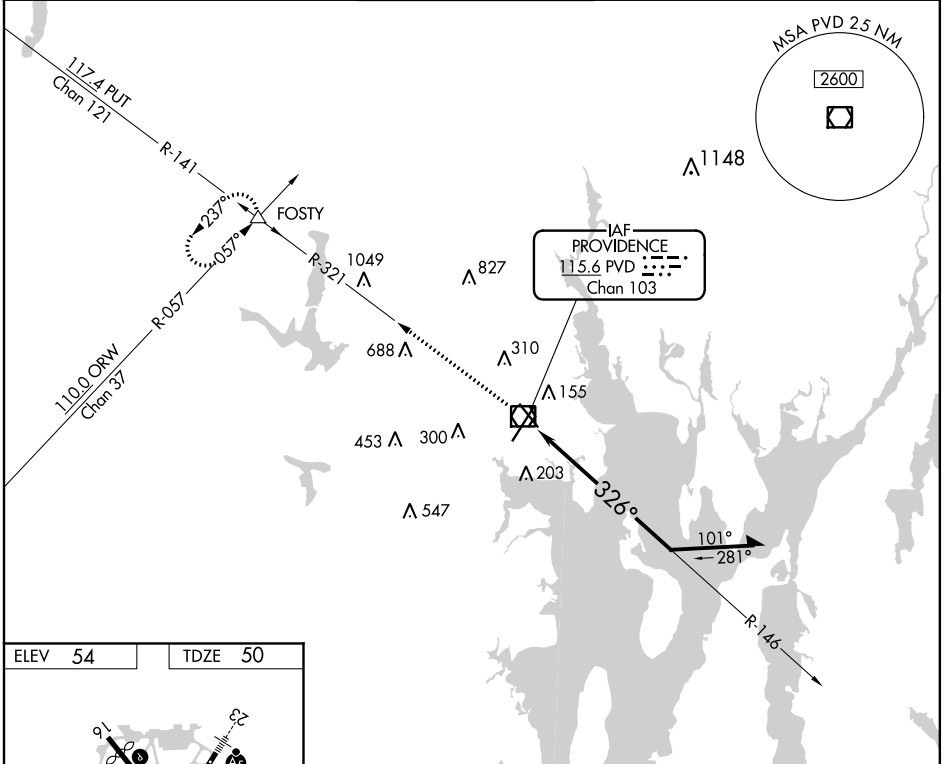 MSA PVD 25 NM
2600
117.4 PUT
Chan 121
R-141
1148
237°
FOSTY
057°
IAF
PROVIDENCE
115.6 PVD
Chan 103
R-321
1049
827
R-057
110.0 ORW
Chan 37
688
310
155
453
300
203
326°
547
101°
281°
R-146
ELEV 54
TDZE 50
16
23
A5